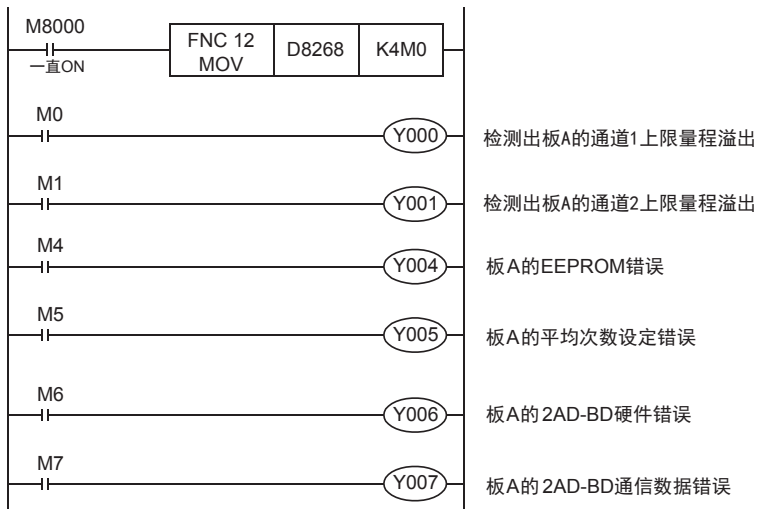 M8000
一直ON
FNC 12
MOV
D8268
K4M0
M0
Y000
检测出板A的通道1上限量程溢出
M1
Y001
检测出板A的通道2上限量程溢出
M4
Y004
板A的EEPROM错误
M5
Y005
板A的平均次数设定错误
M6
Y006
板A的2AD-BD硬件错误
M7
Y007
板A的2AD-BD通信数据错误